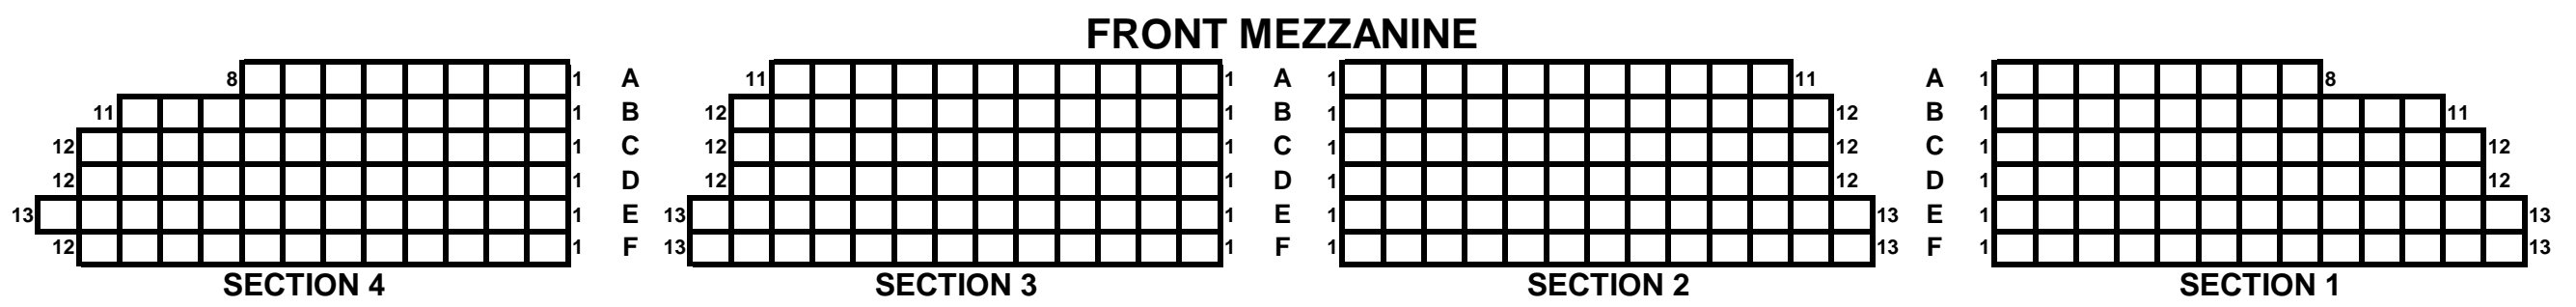 FRONT MEZZANINE
8 1 A 11 1 A 1 11 A 1 8
11 1 B 12 1 B 1 12 B 1 11
12 1 C 12 1 C 1 12 C 1 12
12 1 D 12 1 D 1 12 D 1 12
13 1 E 13 1 E 1 13 E 1 13
12 1 F 13 1 F 1 13 F 1 13
SECTION 4 SECTION 3 SECTION 2 SECTION 1